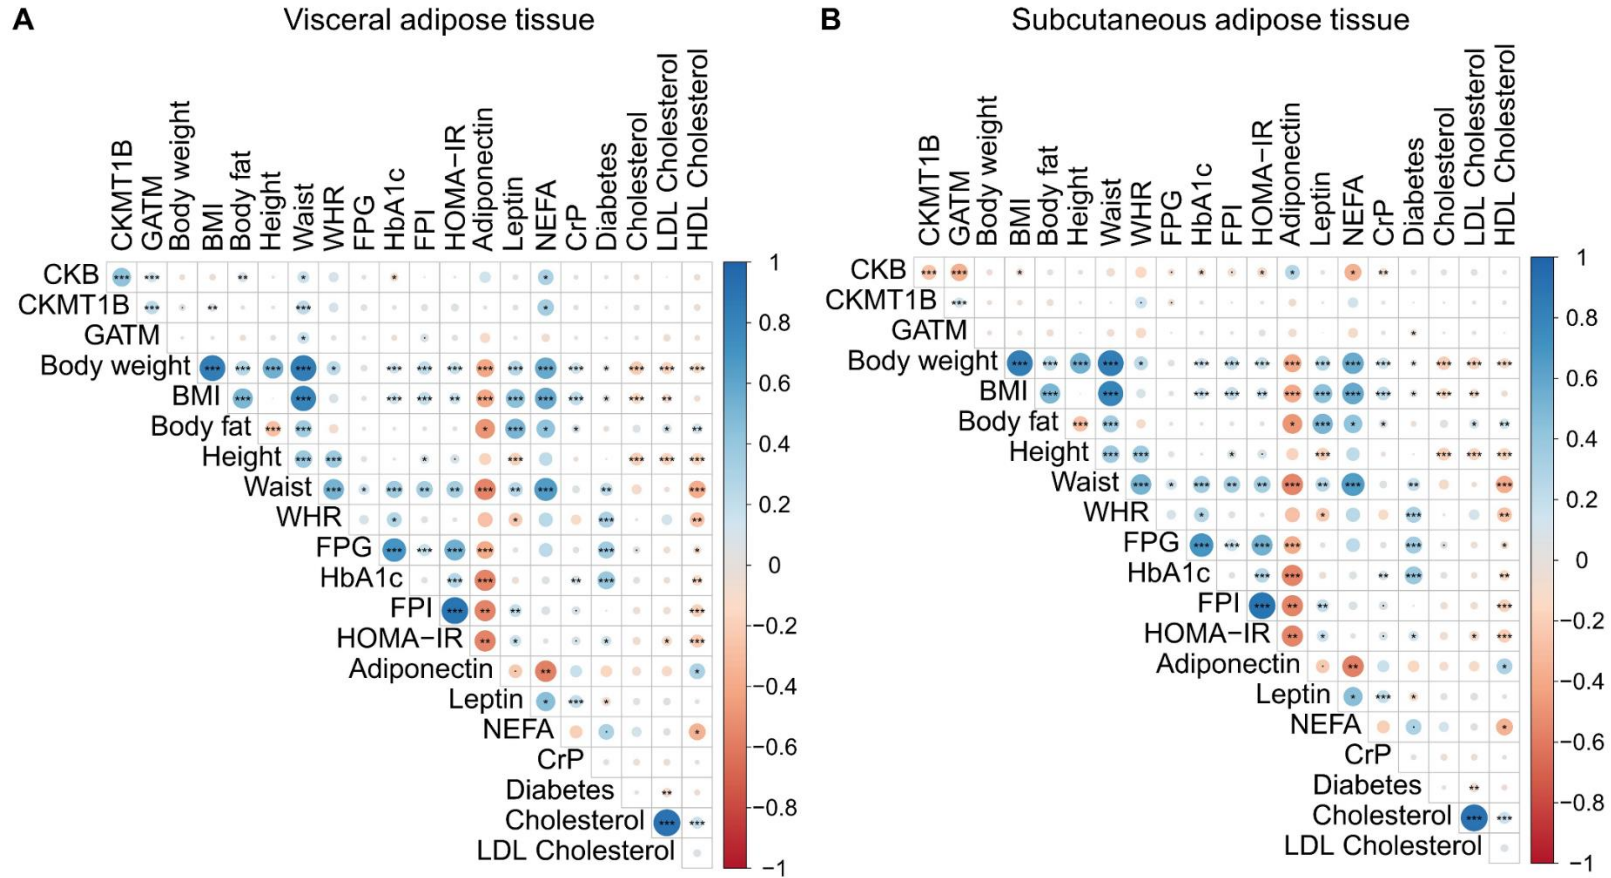 A
Visceral adipose tissue
CKMT1B
GATM
Body weight
BMI
Body fat
Height
Waist
WHR
FPG
HbA1c
FPI
HOMA−IR
Adiponectin
Leptin
NEFA
CrP
Diabetes
Cholesterol
LDL Cholesterol
HDL Cholesterol
CKB
CKMT1B
GATM
Body weight
BMI
Body fat
Height
Waist
WHR
FPG
HbA1c
FPI
HOMA−IR
Adiponectin
Leptin
NEFA
CrP
Diabetes
Cholesterol
LDL Cholesterol
1
0.8
0.6
0.4
0.2
0
−0.2
−0.4
−0.6
−0.8
−1
B
Subcutaneous adipose tissue
CKMT1B
GATM
Body weight
BMI
Body fat
Height
Waist
WHR
FPG
HbA1c
FPI
HOMA−IR
Adiponectin
Leptin
NEFA
CrP
Diabetes
Cholesterol
LDL Cholesterol
HDL Cholesterol
CKB
CKMT1B
GATM
Body weight
BMI
Body fat
Height
Waist
WHR
FPG
HbA1c
FPI
HOMA−IR
Adiponectin
Leptin
NEFA
CrP
Diabetes
Cholesterol
LDL Cholesterol
1
0.8
0.6
0.4
0.2
0
−0.2
−0.4
−0.6
−0.8
−1